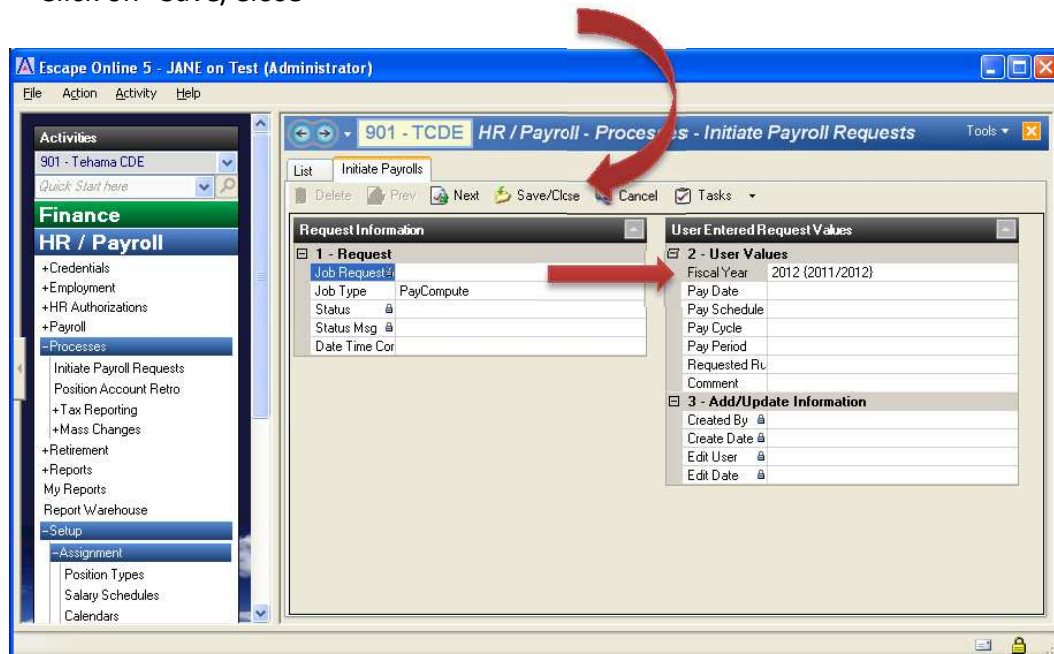 Click on "Save/Close"
Escape Online 5 - JANE on Test (Administrator)
File Action Activity Help
Activities
901 - Tehama CDE
Quick Start here
Finance
HR / Payroll
+Credentials
+Employment
+HR Authorizations
+Payroll
-Processes
Initiate Payroll Requests
Position Account Retro
+Tax Reporting
+Mass Changes
+Retirement
+Reports
My Reports
Report Warehouse
-Setup
-Assignment
Position Types
Salary Schedules
Calendars
901 - TCDE HR / Payroll - Processes - Initiate Payroll Requests Tools
List Initiate Payrolls
Delete Prev Next Save/Close Cancel Tasks
Request Information
1 - Request
Job Request
Job Type PayCompute
Status
Status Msg
Date Time Cor
User Entered Request Values
2 - User Values
Fiscal Year 2012 {2011/2012}
Pay Date
Pay Schedule
Pay Cycle
Pay Period
Requested Ru
Comment
3 - Add/Update Information
Created By
Create Date
Edit User
Edit Date